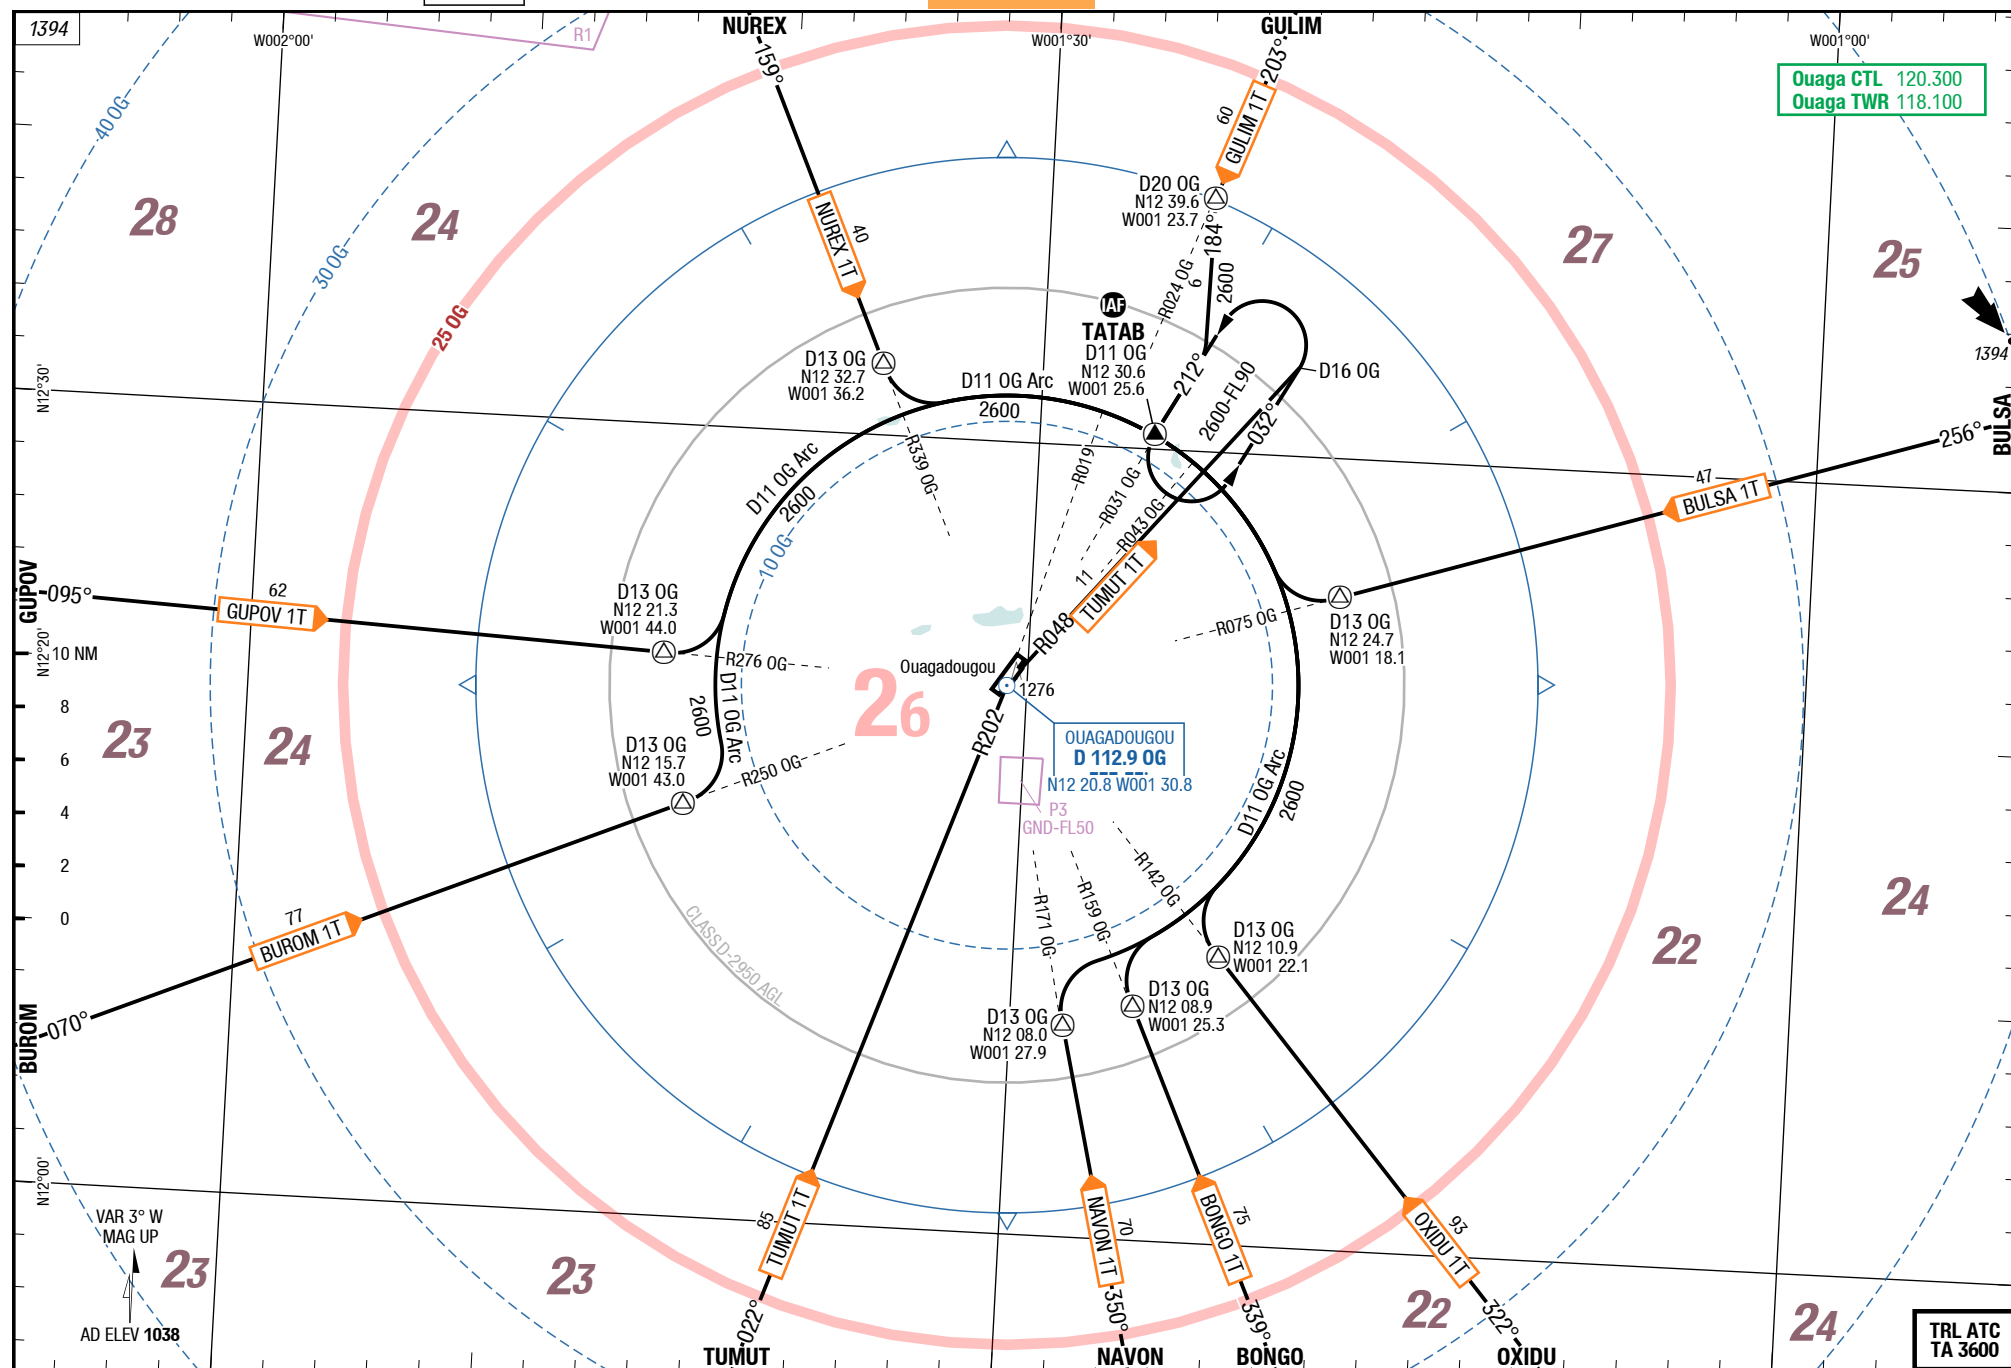 1394
R1
W002°00'
NUREX
159°
W001°30'
GULIM
203°
W001°00'
Ouaga CTL 120.300
Ouaga TWR 118.100
40 OG
30 OG
25 OG
28
24
27
25
60
GULIM 1T
D20 OG
N12 39.6
W001 23.7
184°
2600
R024 OG
6
NUREX 1T
40
IAF
TATAB
D11 OG
N12 30.6
W001 25.6
212°
2600-FL90
032°
D16 OG
1394
D13 OG
N12 32.7
W001 36.2
D11 OG Arc
2600
N12°30'
256°
BULSA
47
BULSA 1T
R339 OG
R019
R031 OG
R043 OG
D11 OG Arc
2600
10 OG
11
TUMUT 1T
R048
GUPOV
095°
62
GUPOV 1T
D13 OG
N12 21.3
W001 44.0
R276 OG
R075 OG
D13 OG
N12 24.7
W001 18.1
N12°20'
10 NM
8
6
4
2
0
Ouagadougou
1276
26
23
24
2600
D11 OG Arc
D13 OG
N12 15.7
W001 43.0
R250 OG
R202
OUAGADOUGOU
D 112.9 OG
N12 20.8 W001 30.8
P3
GND-FL50
D11 OG Arc
2600
R142 OG
R159 OG
R171 OG
77
BUROM 1T
BUROM
070°
CLASS D-2950 AGL
D13 OG
N12 10.9
W001 22.1
D13 OG
N12 08.9
W001 25.3
D13 OG
N12 08.0
W001 27.9
24
22
N12°00'
VAR 3° W
MAG UP
23
AD ELEV 1038
23
85
TUMUT 1T
022°
TUMUT
70
NAVON 1T
350°
NAVON
75
BONGO 1T
339°
BONGO
93
OXIDU 1T
322°
OXIDU
22
24
TRL ATC
TA 3600